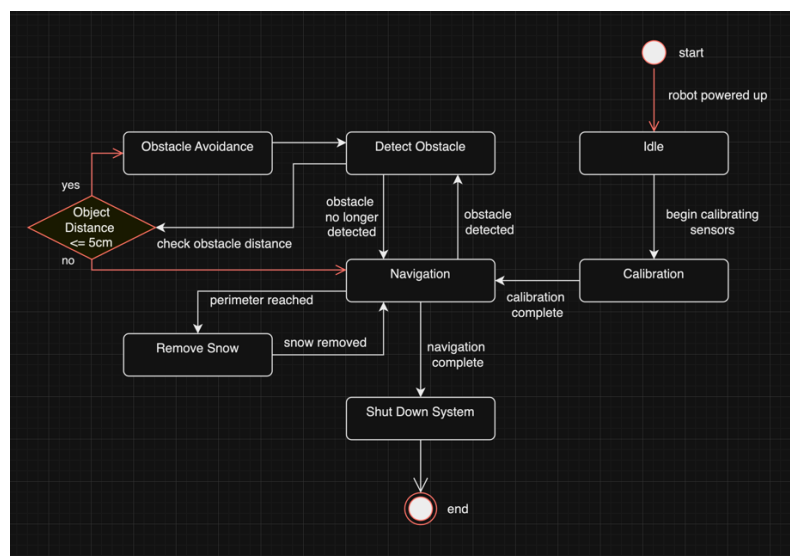 start
robot powered up
Obstacle Avoidance
Detect Obstacle
Idle
yes
Object
Distance
<= 5cm
no
check obstacle distance
obstacle
no longer
detected
obstacle
detected
begin calibrating
sensors
Navigation
Calibration
calibration
complete
perimeter reached
Remove Snow
snow removed
navigation
complete
Shut Down System
end